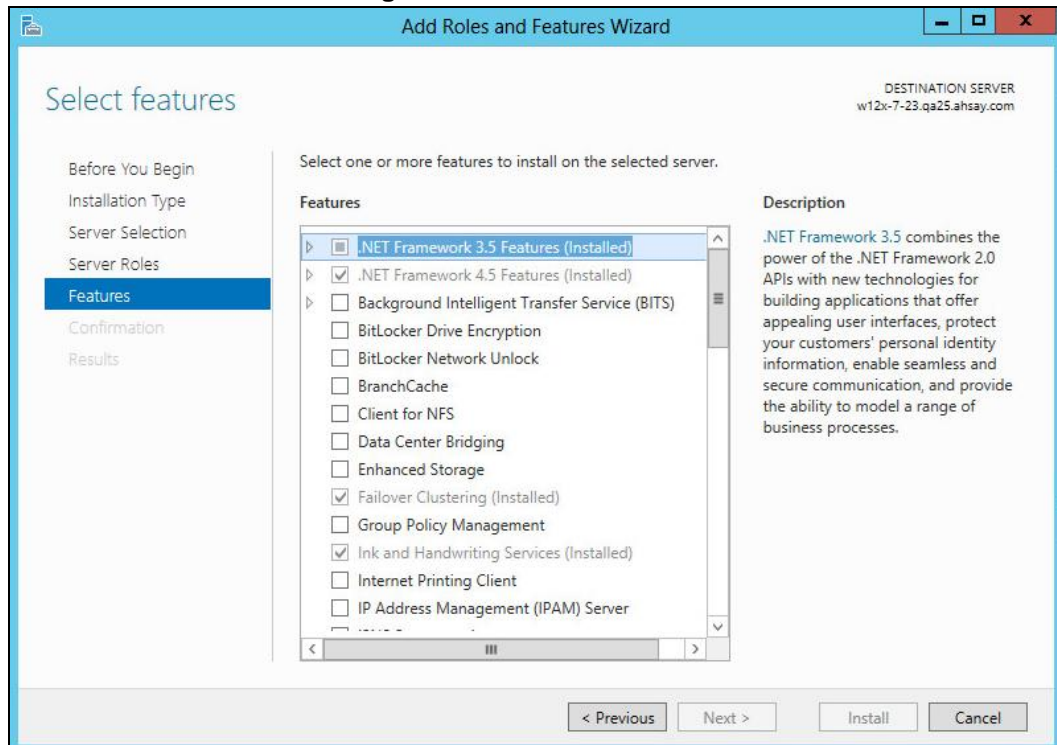 Add Roles and Features Wizard
Select features
DESTINATION SERVER
w12x-7-23.qa25.ahsay.com
Before You Begin
Installation Type
Server Selection
Server Roles
Features
Confirmation
Results
Select one or more features to install on the selected server.
Features
.NET Framework 3.5 Features (Installed)
.NET Framework 4.5 Features (Installed)
Background Intelligent Transfer Service (BITS)
BitLocker Drive Encryption
BitLocker Network Unlock
BranchCache
Client for NFS
Data Center Bridging
Enhanced Storage
Failover Clustering (Installed)
Group Policy Management
Ink and Handwriting Services (Installed)
Internet Printing Client
IP Address Management (IPAM) Server
Description
.NET Framework 3.5 combines the
power of the .NET Framework 2.0
APIs with new technologies for
building applications that offer
appealing user interfaces, protect
your customers' personal identity
information, enable seamless and
secure communication, and provide
the ability to model a range of
business processes.
< Previous
Next >
Install
Cancel